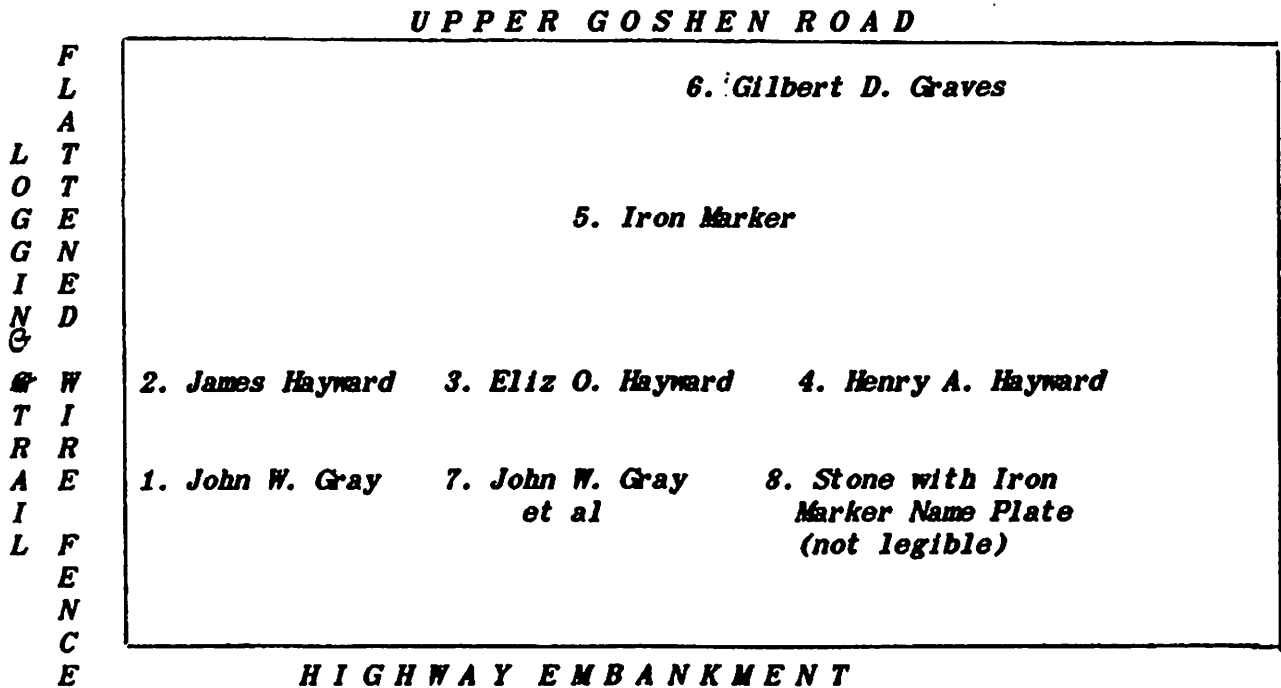 UPPER GOSHEN ROAD
LOGGING & TRAIL
FLATTENED WIRE FENCE
6. Gilbert D. Graves
5. Iron Marker
2. James Hayward 3. Eliz O. Hayward 4. Henry A. Hayward
1. John W. Gray 7. John W. Gray 8. Stone with Iron
et al Marker Name Plate
(not legible)
HIGHWAY EMBANKMENT